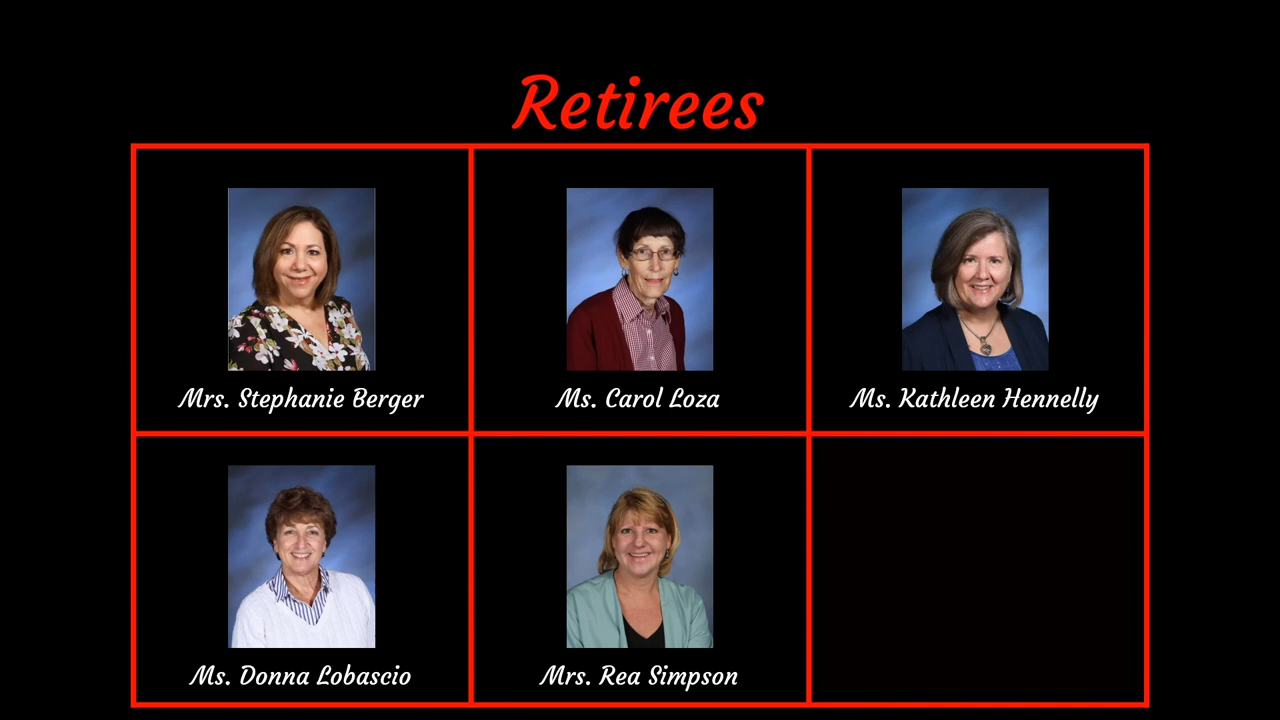 Retirees
Mrs. Stephanie Berger
Ms. Carol Loza
Ms. Kathleen Hennelly
Ms. Donna Lobascio
Mrs. Rea Simpson